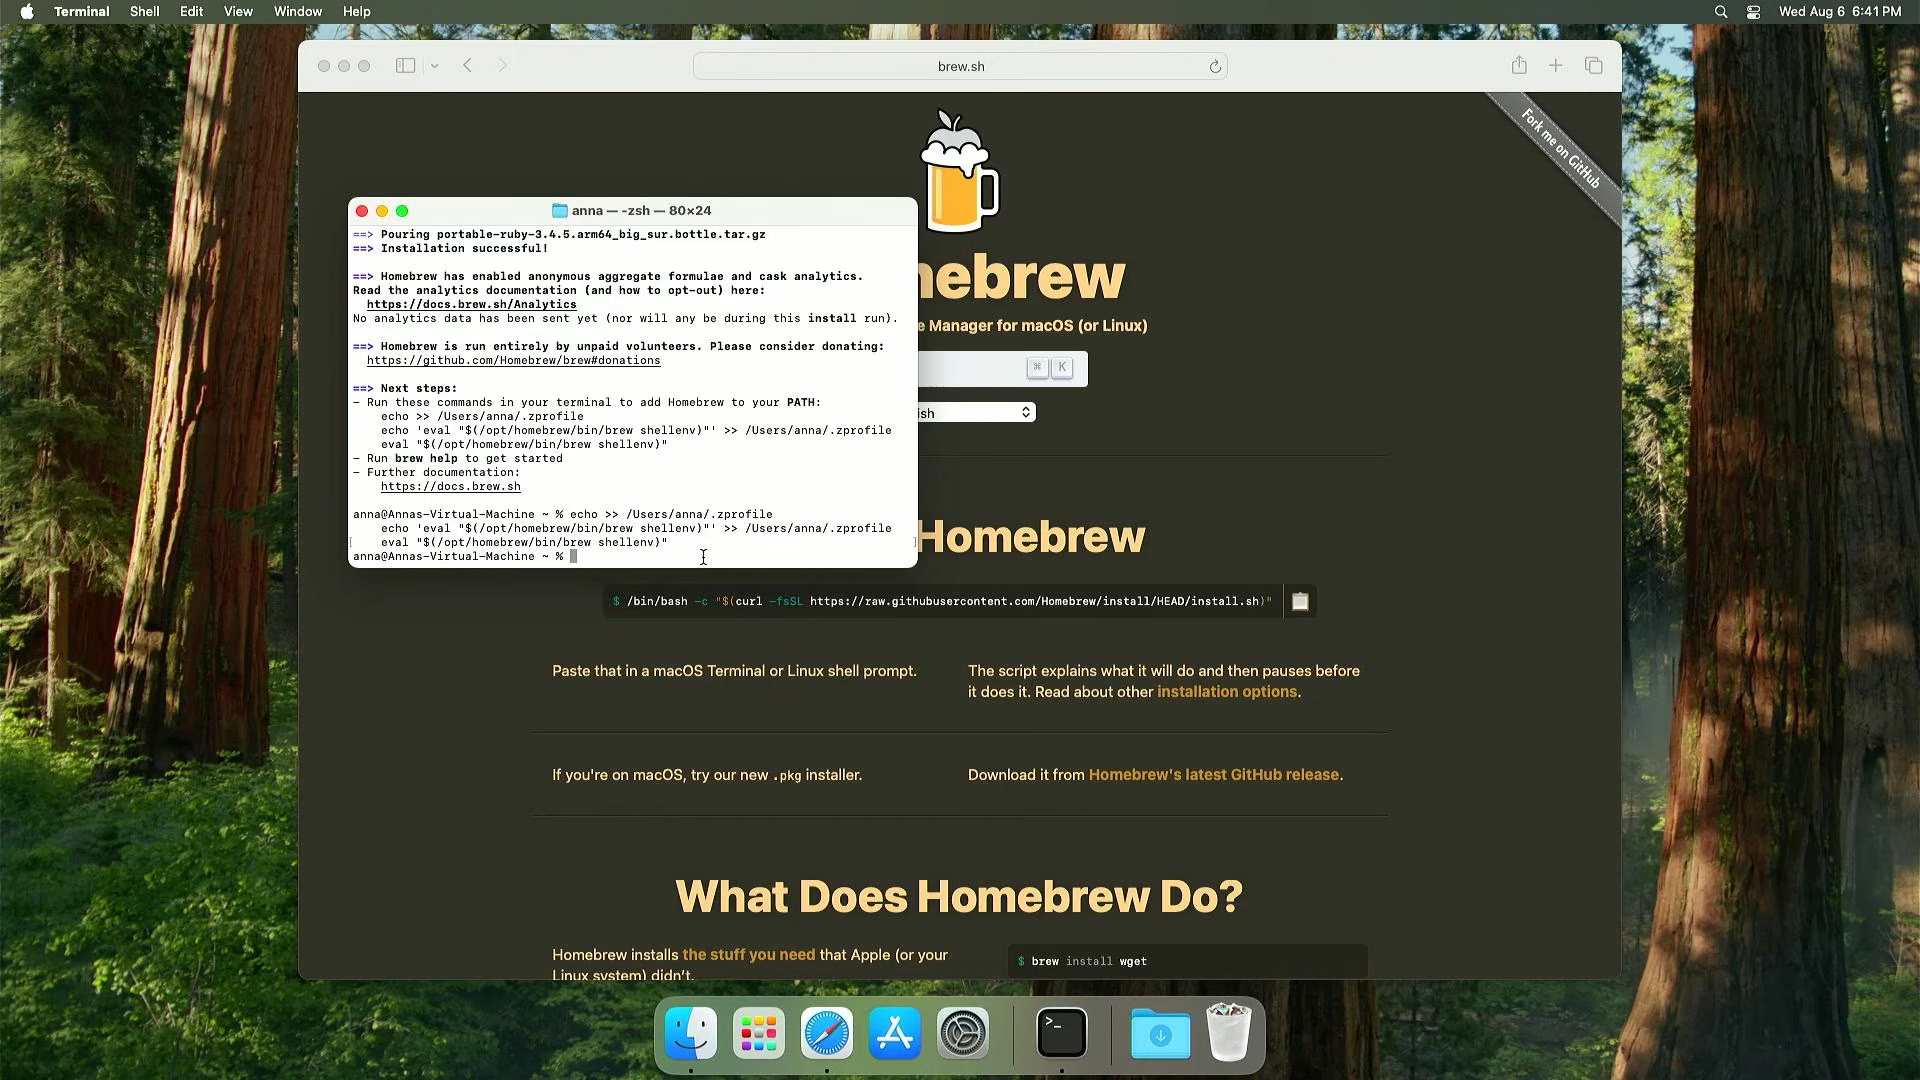 Terminal Shell Edit View Window Help
Wed Aug 6 6:41 PM
brew.sh
Fork me on GitHub
anna — -zsh — 80×24
==> Pouring portable-ruby-3.4.5.arm64_big_sur.bottle.tar.gz
==> Installation successful!
==> Homebrew has enabled anonymous aggregate formulae and cask analytics.
Read the analytics documentation (and how to opt-out) here:
https://docs.brew.sh/Analytics
No analytics data has been sent yet (nor will any be during this install run).
==> Homebrew is run entirely by unpaid volunteers. Please consider donating:
https://github.com/Homebrew/brew#donations
==> Next steps:
- Run these commands in your terminal to add Homebrew to your PATH:
echo >> /Users/anna/.zprofile
echo 'eval "$(/opt/homebrew/bin/brew shellenv)"' >> /Users/anna/.zprofile
eval "$(/opt/homebrew/bin/brew shellenv)"
- Run brew help to get started
- Further documentation:
https://docs.brew.sh
anna@Annas-Virtual-Machine ~ % echo >> /Users/anna/.zprofile
echo 'eval "$(/opt/homebrew/bin/brew shellenv)"' >> /Users/anna/.zprofile
eval "$(/opt/homebrew/bin/brew shellenv)"
anna@Annas-Virtual-Machine ~ %
mebrew
e Manager for macOS (or Linux)
⌘ K
ish
Homebrew
$ /bin/bash -c "$(curl -fsSL https://raw.githubusercontent.com/Homebrew/install/HEAD/install.sh)"
Paste that in a macOS Terminal or Linux shell prompt.
The script explains what it will do and then pauses before
it does it. Read about other installation options.
If you're on macOS, try our new .pkg installer.
Download it from Homebrew's latest GitHub release.
What Does Homebrew Do?
Homebrew installs the stuff you need that Apple (or your
Linux system) didn't.
$ brew install wget